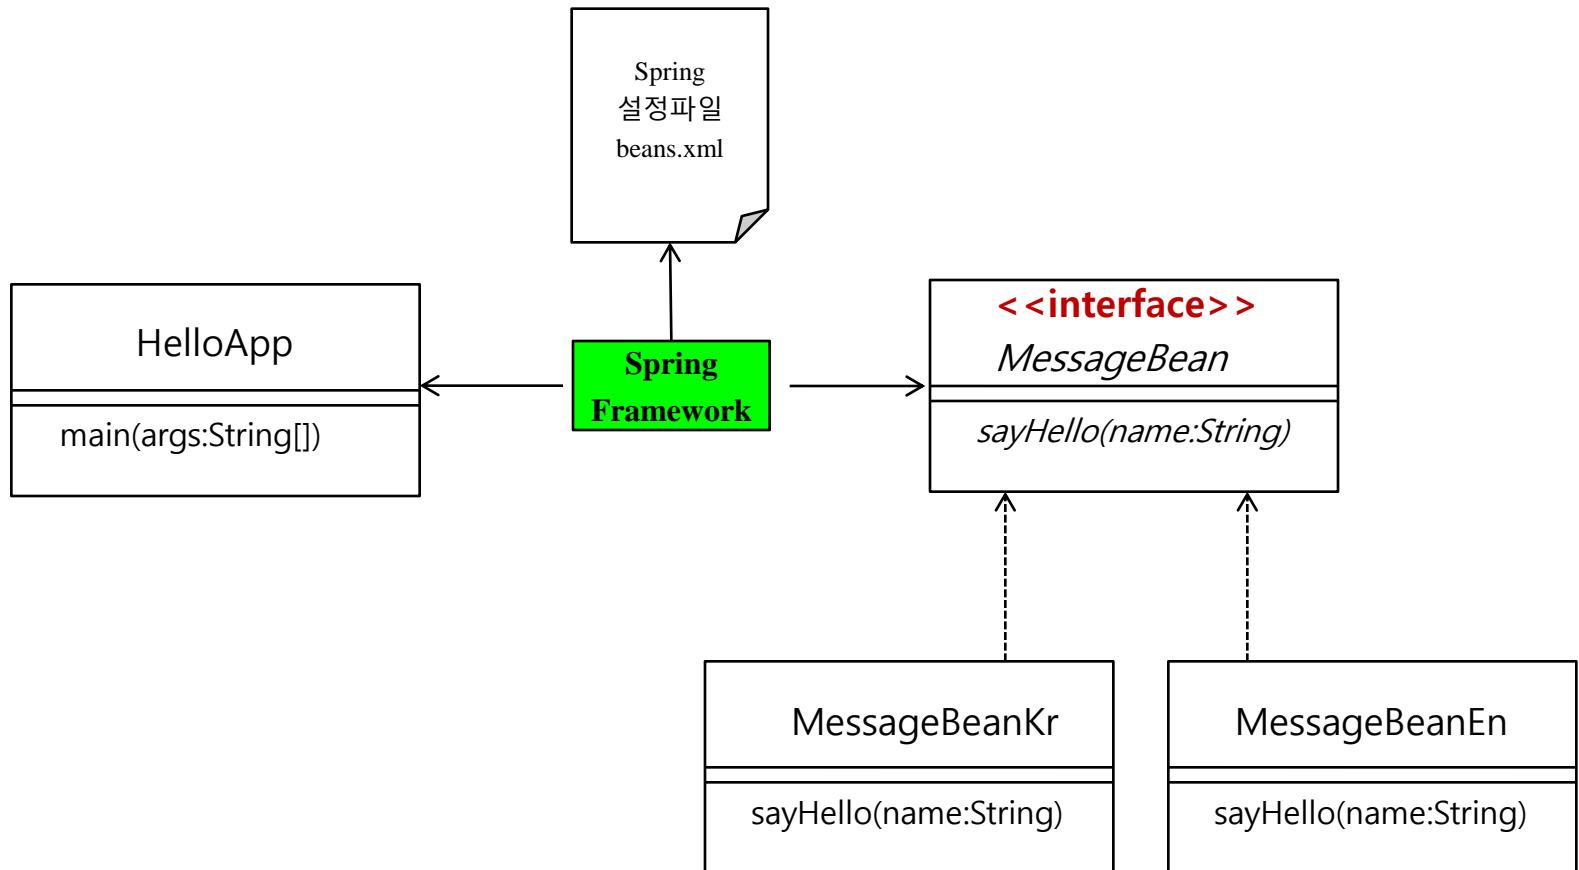 Spring
설정파일
beans.xml
HelloApp
main(args:String[])
Spring
Framework
<<interface>>
MessageBean
sayHello(name:String)
MessageBeanKr
sayHello(name:String)
MessageBeanEn
sayHello(name:String)